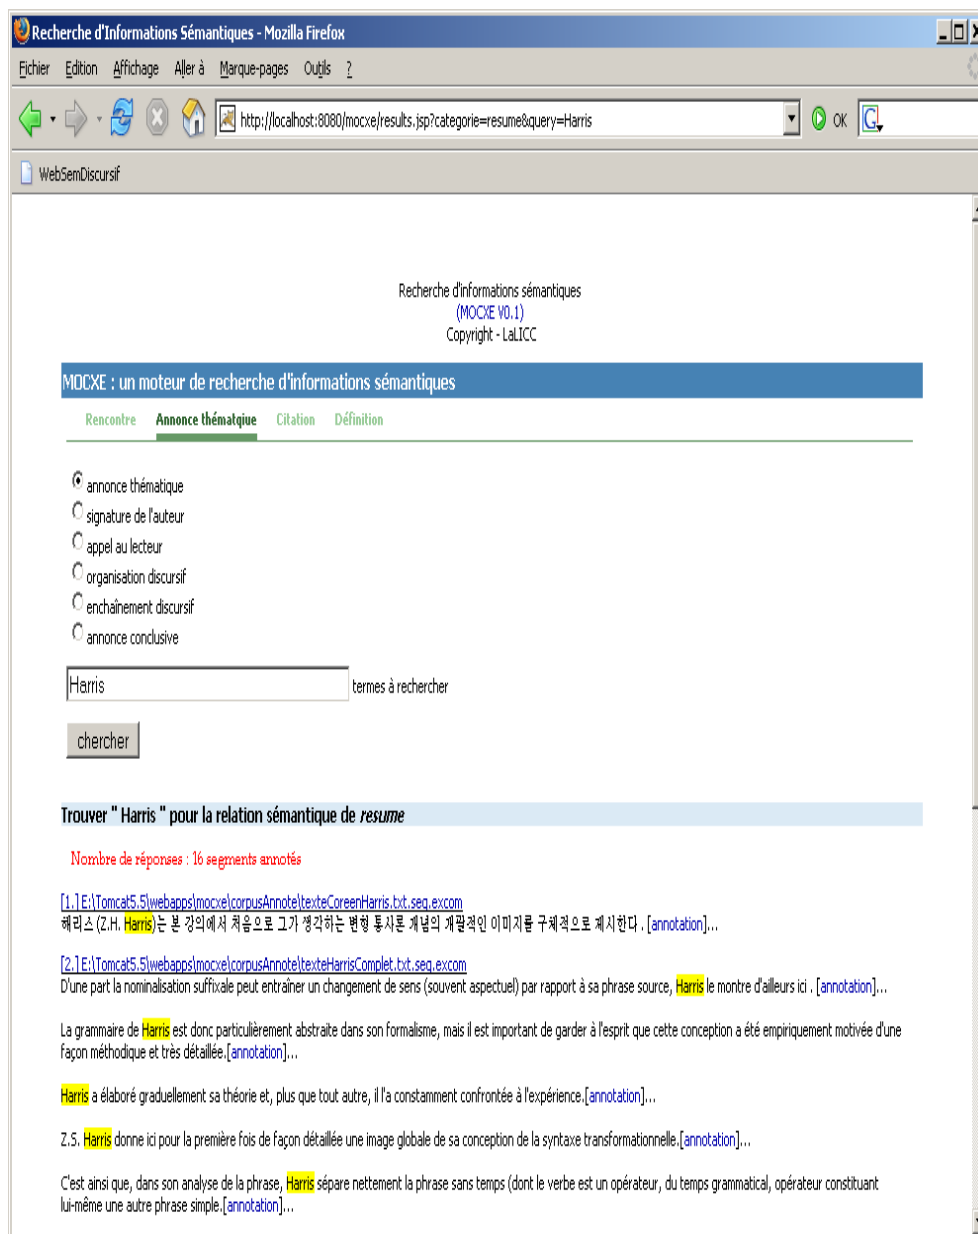 Recherche d'Informations Sémantiques - Mozilla Firefox
Fichier Edition Affichage Aller à Marque-pages Outils ?
http://localhost:8080/mocxe/results.jsp?categorie=resume&query=Harris OK G
WebSemDiscursif
Recherche d'informations sémantiques
(MOCXE V0.1)
Copyright - LaLICC
MOCXE : un moteur de recherche d'informations sémantiques
Rencontre Annonce thématqiue Citation Définition
annonce thématique
signature de l'auteur
appel au lecteur
organisation discursif
enchaînement discursif
annonce conclusive
Harris termes à rechercher
chercher
Trouver " Harris " pour la relation sémantique de resume
Nombre de réponses : 16 segments annotés
[1.] E:\Tomcat5.5\webapps\mocxe\corpusAnnote\texteCoreenHarris.txt.seg.excom
해리스 (Z.H. Harris)는 본 강의에서 처음으로 그가 생각하는 변형 통사론 개념의 개괄적인 이미지를 구체적으로 제시한다 . [annotation]...
[2.] E:\Tomcat5.5\webapps\mocxe\corpusAnnote\texteHarrisComplet.txt.seg.excom
D'une part la nominalisation suffixale peut entraîner un changement de sens (souvent aspectuel) par rapport à sa phrase source, Harris le montre d'ailleurs ici . [annotation]...
La grammaire de Harris est donc particulièrement abstraite dans son formalisme, mais il est important de garder à l'esprit que cette conception a été empiriquement motivée d'une
façon méthodique et très détaillée.[annotation]...
Harris a élaboré graduellement sa théorie et, plus que tout autre, il l'a constamment confrontée à l'expérience.[annotation]...
Z.S. Harris donne ici pour la première fois de façon détaillée une image globale de sa conception de la syntaxe transformationnelle.[annotation]...
C'est ainsi que, dans son analyse de la phrase, Harris sépare nettement la phrase sans temps (dont le verbe est un opérateur, du temps grammatical, opérateur constituant
lui-même une autre phrase simple.[annotation]...